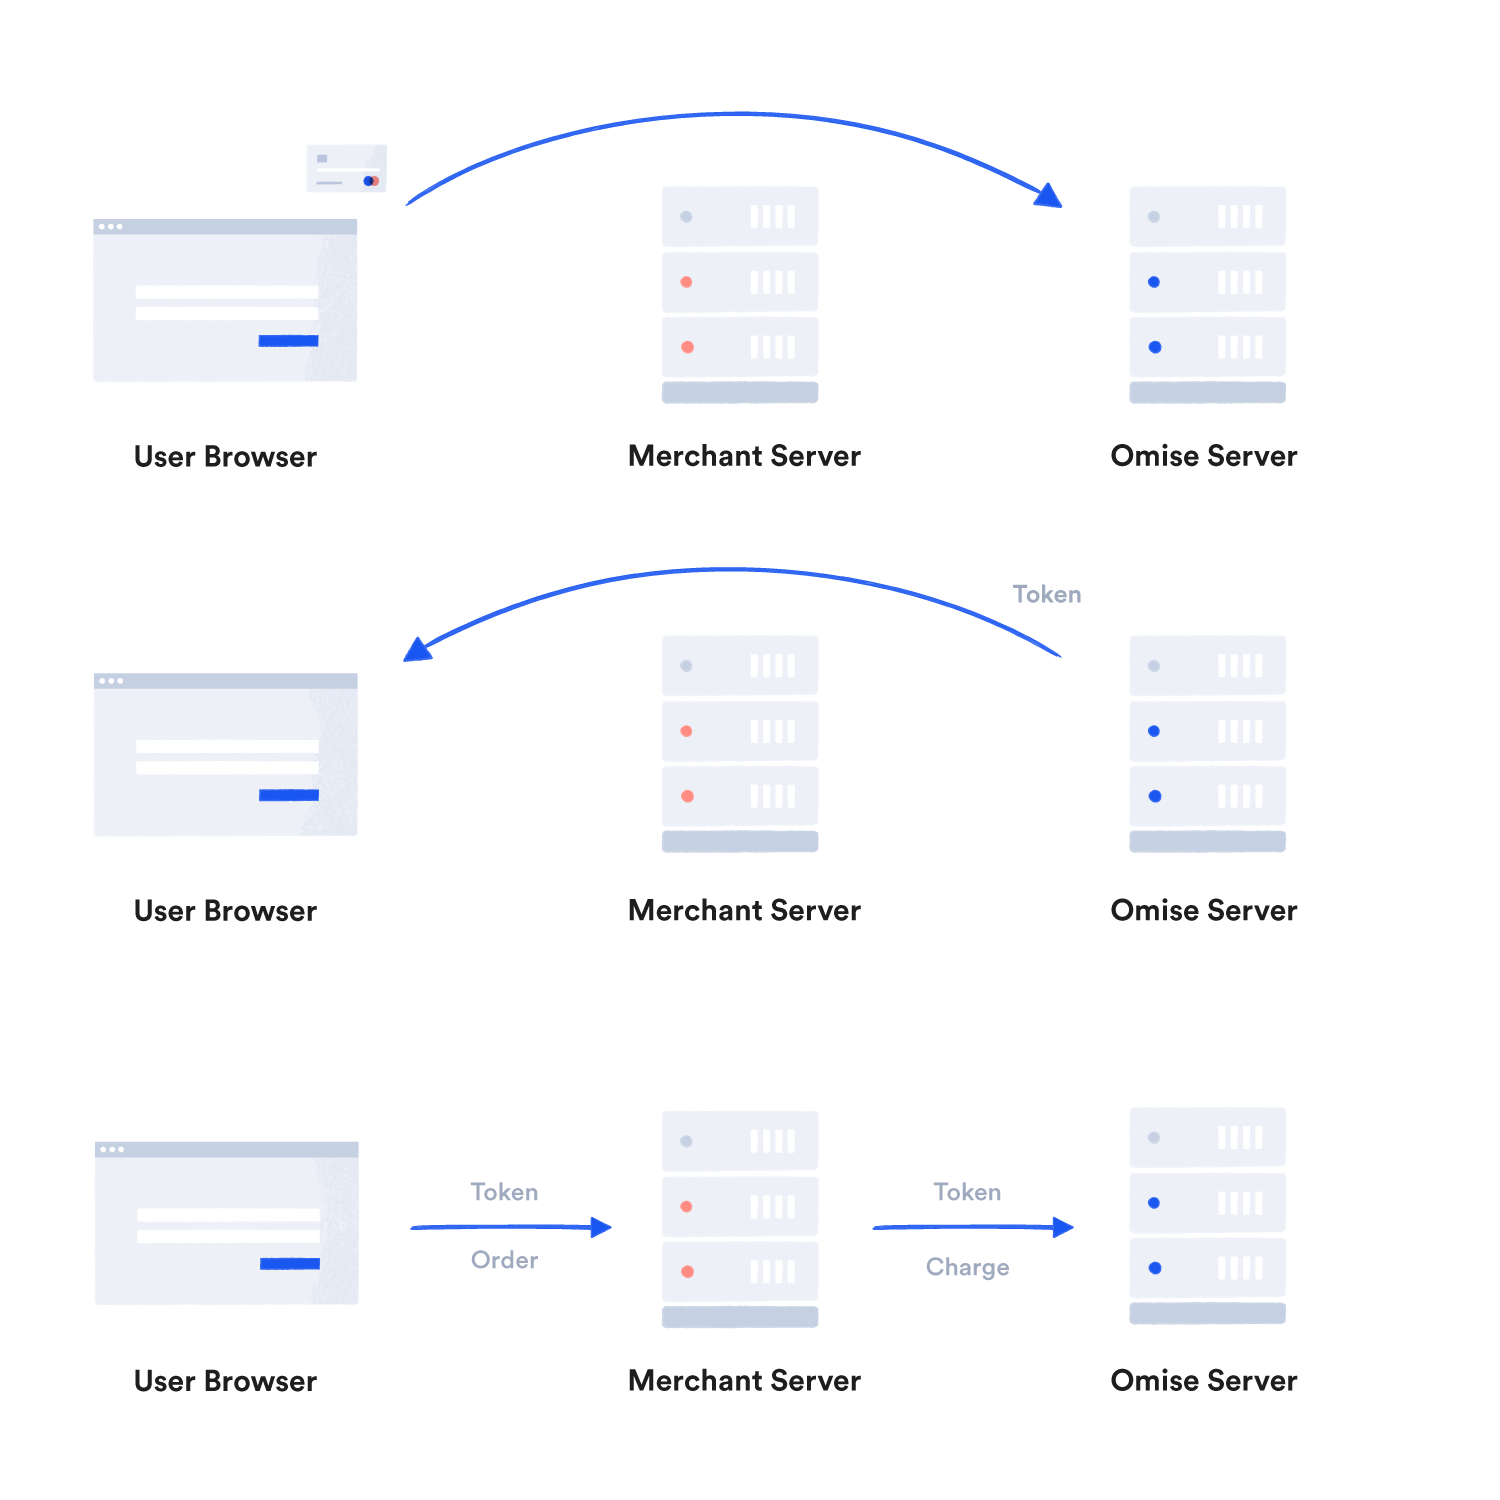 User Browser
Merchant Server
Omise Server
Token
User Browser
Merchant Server
Omise Server
Token
Order
Token
Charge
User Browser
Merchant Server
Omise Server